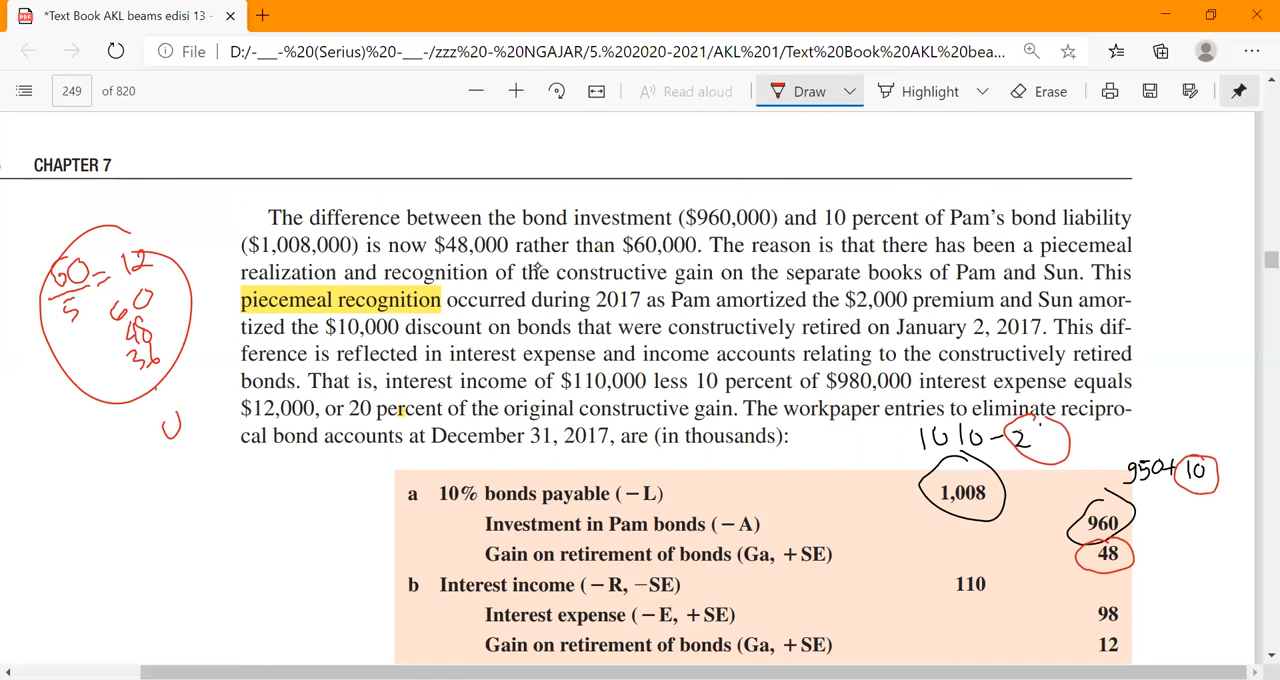 *Text Book AKL beams edisi 13 -
File D:/-___-%20(Serius)%20-___-/zzz%20-%20NGAJAR/5.%202020-2021/AKL%201/Text%20Book%20AKL%20bea...
249 of 820 Read aloud Draw Highlight Erase
CHAPTER 7
The difference between the bond investment ($960,000) and 10 percent of Pam's bond liability
($1,008,000) is now $48,000 rather than $60,000. The reason is that there has been a piecemeal
realization and recognition of the constructive gain on the separate books of Pam and Sun. This
piecemeal recognition occurred during 2017 as Pam amortized the $2,000 premium and Sun amor-
tized the $10,000 discount on bonds that were constructively retired on January 2, 2017. This dif-
ference is reflected in interest expense and income accounts relating to the constructively retired
bonds. That is, interest income of $110,000 less 10 percent of $980,000 interest expense equals
$12,000, or 20 percent of the original constructive gain. The workpaper entries to eliminate recipro-
cal bond accounts at December 31, 2017, are (in thousands):
60 = 12
5
60
48
36
1010 - 2
950+ 10
a 10% bonds payable (−L) 1,008
Investment in Pam bonds (−A) 960
Gain on retirement of bonds (Ga, +SE) 48
b Interest income (−R, −SE) 110
Interest expense (−E, +SE) 98
Gain on retirement of bonds (Ga, +SE) 12